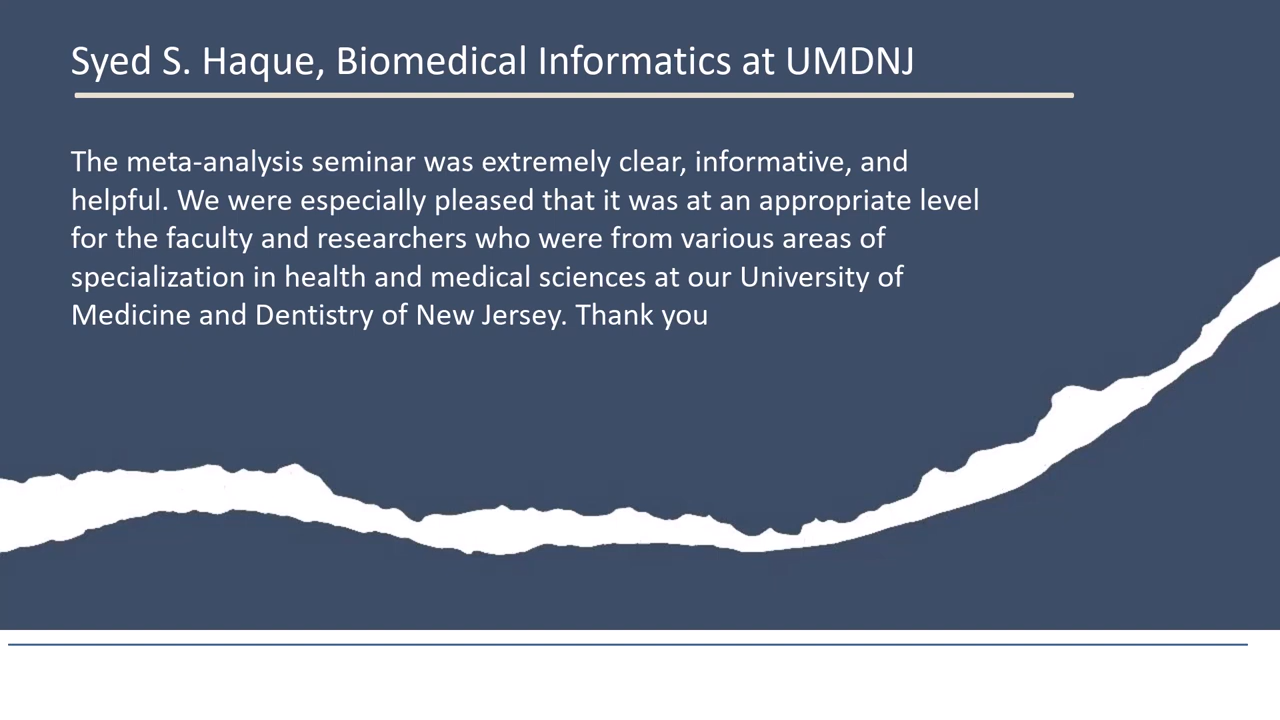 Syed S. Haque, Biomedical Informatics at UMDNJ
The meta-analysis seminar was extremely clear, informative, and
helpful. We were especially pleased that it was at an appropriate level
for the faculty and researchers who were from various areas of
specialization in health and medical sciences at our University of
Medicine and Dentistry of New Jersey. Thank you